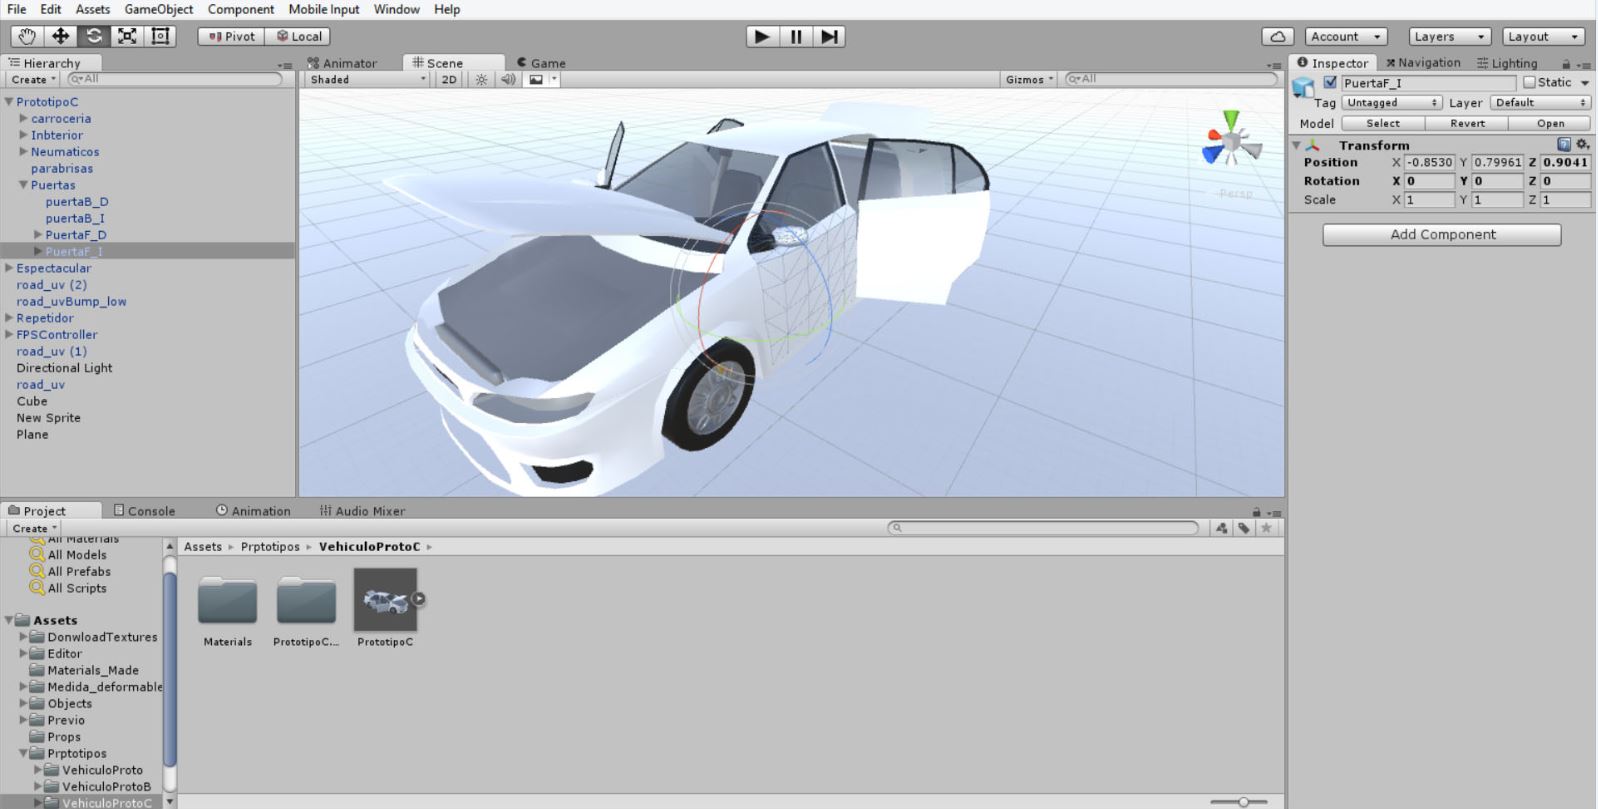 File Edit Assets GameObject Component Mobile Input Window Help
Pivot Local Account Layers Layout
Hierarchy
Create All
PrototipoC
carroceria
Inbterior
Neumaticos
parabrisas
Puertas
puertaB_D
puertaB_I
PuertaF_D
PuertaF_I
Espectacular
road_uv (2)
road_uvBump_low
Repetidor
FPSController
road_uv (1)
Directional Light
road_uv
Cube
New Sprite
Plane
Animator Scene Game
Shaded 2D Gizmos All
Persp
Inspector Navigation Lighting
PuertaF_I Static
Tag Untagged Layer Default
Model Select Revert Open
Transform
Position X -0.8530 Y 0.79961 Z 0.9041
Rotation X 0 Y 0 Z 0
Scale X 1 Y 1 Z 1
Add Component
Project Console Animation Audio Mixer
Create
All Materials
All Models
All Prefabs
All Scripts
Assets
DonwloadTextures
Editor
Materials_Made
Medida_deformable
Objects
Previo
Props
Prptotipos
VehiculoProto
VehiculoProtoB
VehiculoProtoC
Assets Prptotipos VehiculoProtoC
Materials PrototipoC... PrototipoC